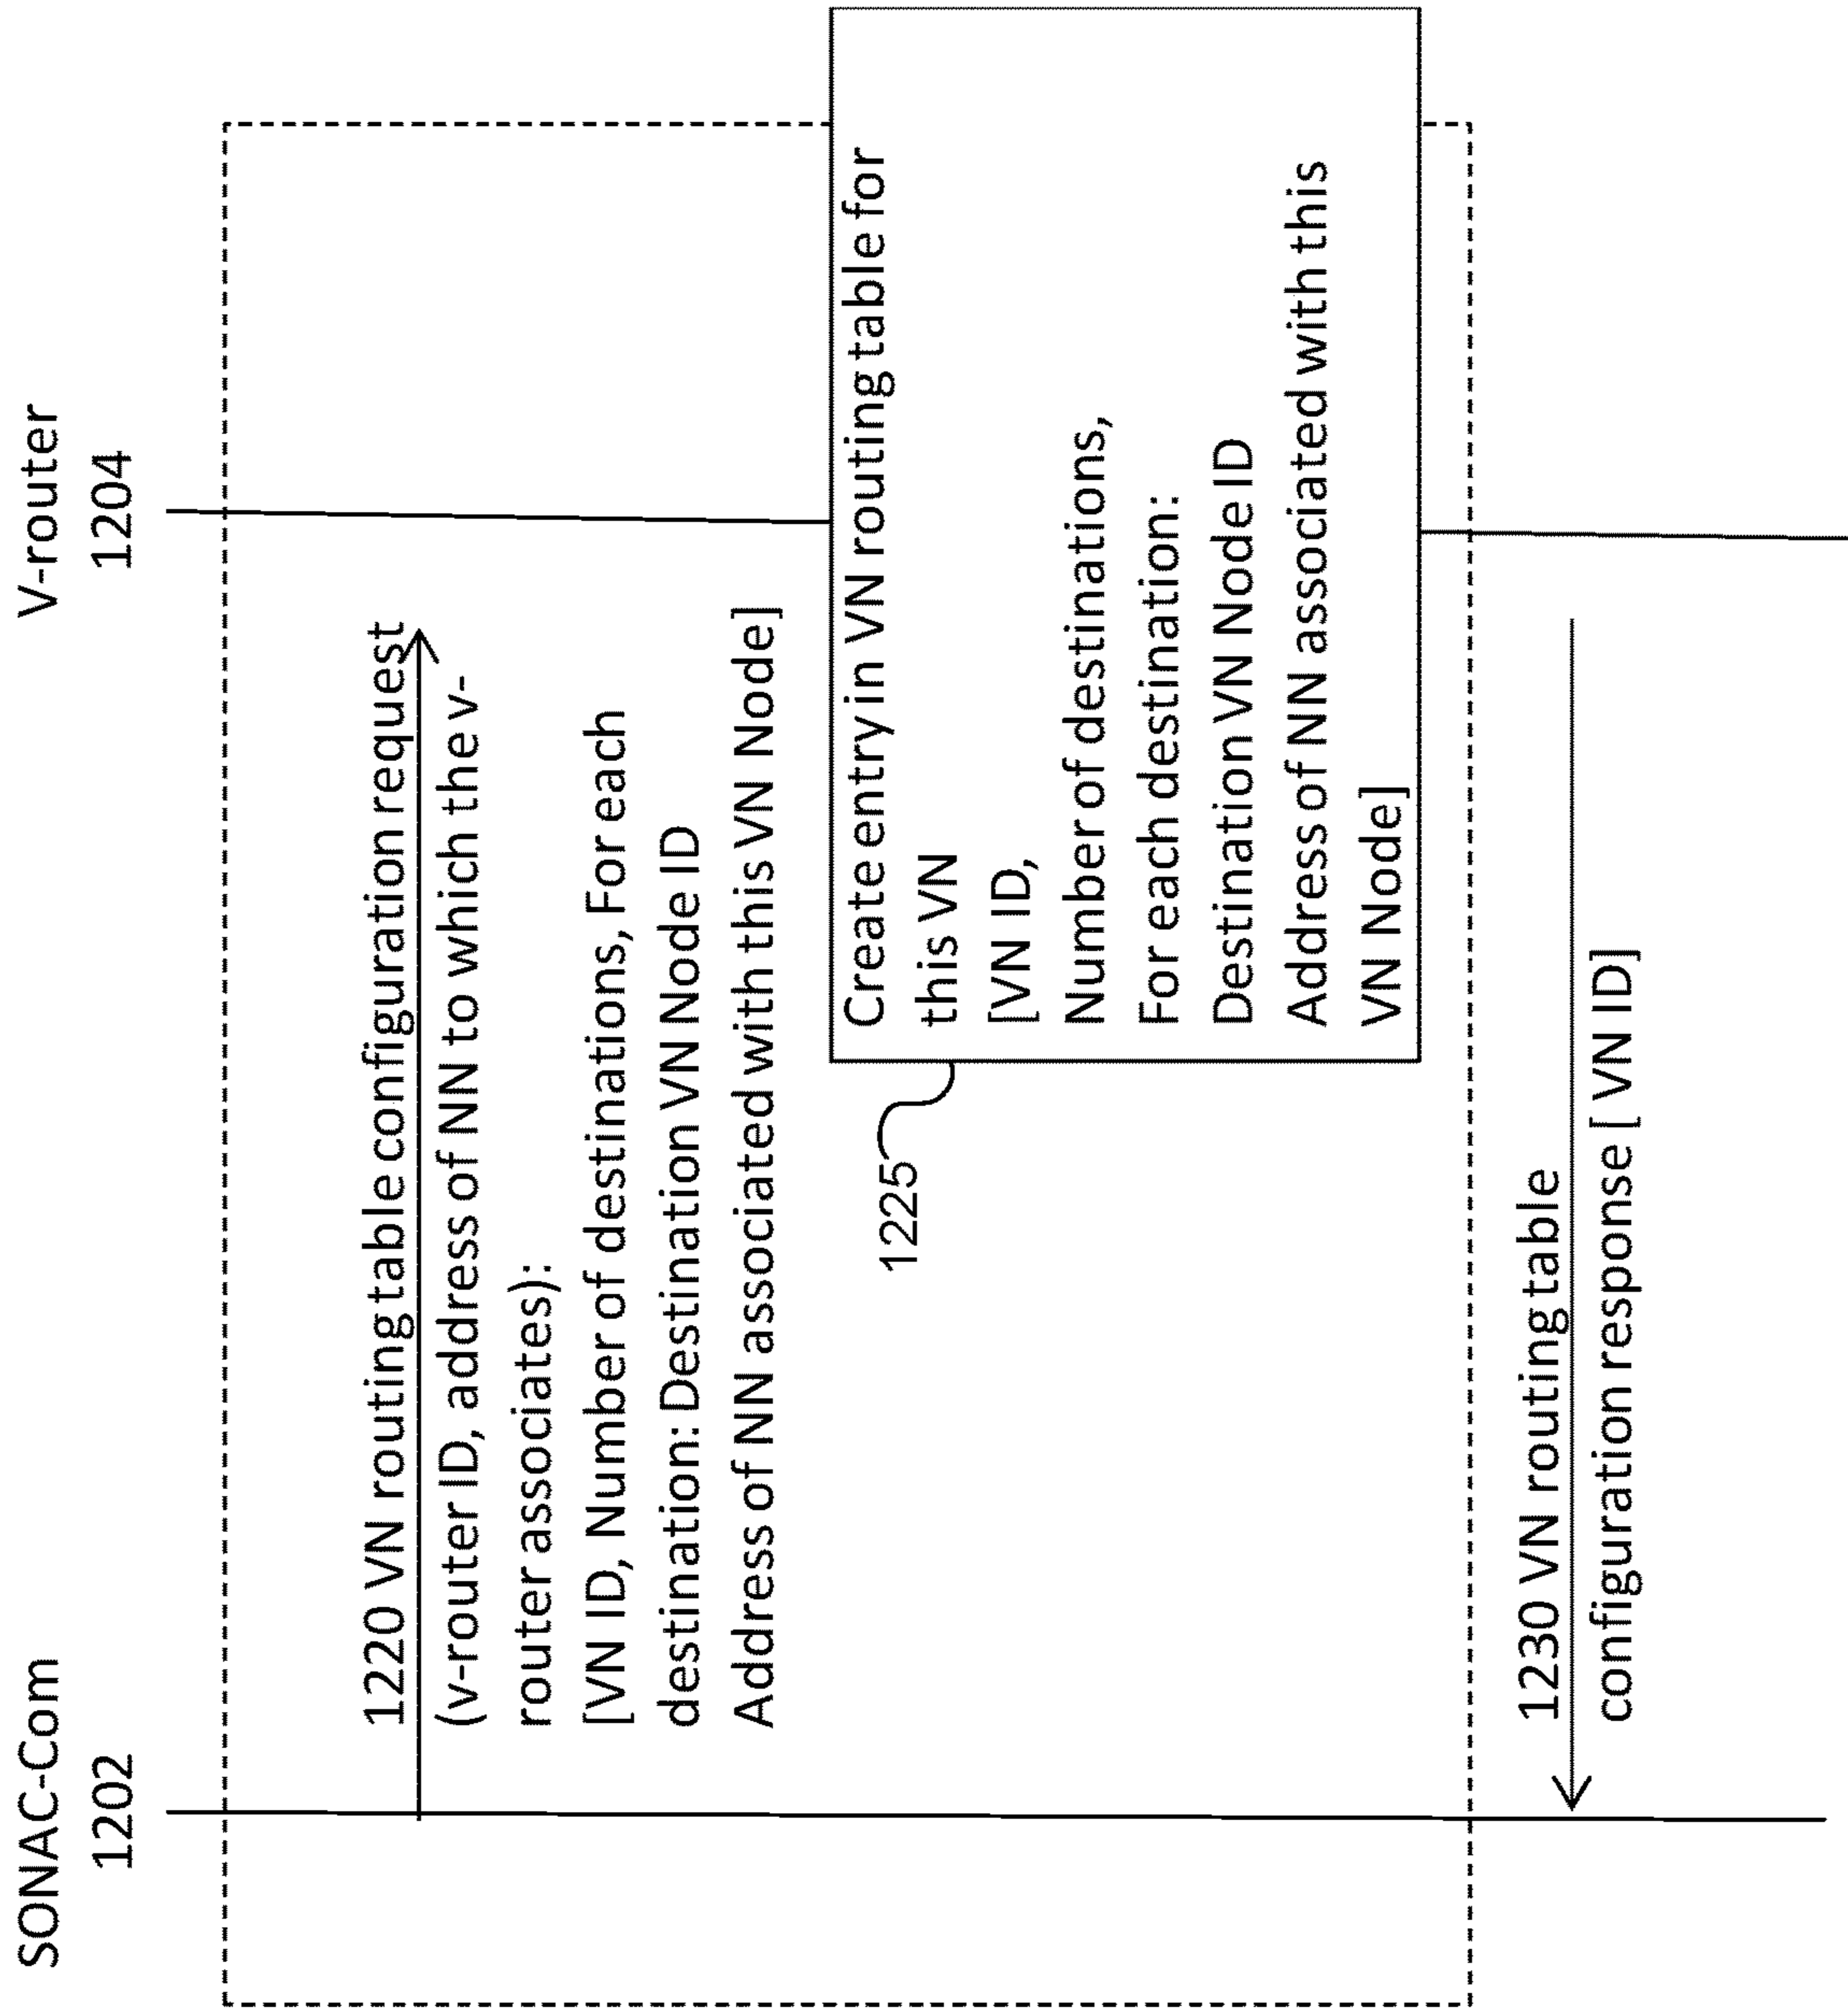 SONAC-Com
1202
V-router
1204
1220 VN routing table configuration request
(v-router ID, address of NN to which the v-
router associates):
[VN ID, Number of destinations, For each
destination: Destination VN Node ID
Address of NN associated with this VN Node]
1225
Create entry in VN routing table for
this VN
[VN ID,
Number of destinations,
For each destination:
Destination VN Node ID
Address of NN associated with this
VN Node]
1230 VN routing table
configuration response [ VN ID]